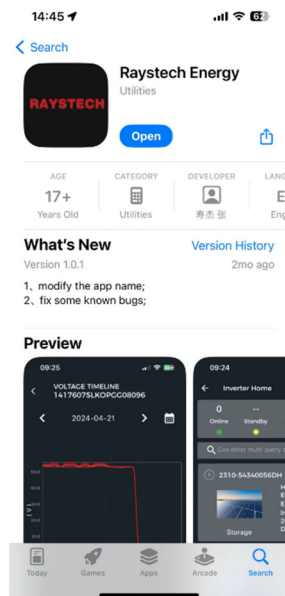 14:45
62
Search
RAYSTECH
Raystech Energy
Utilities
Open
AGE
CATEGORY
DEVELOPER
LANG
17+
E
Years Old
Utilities
寿杰 张
Eng
What's New
Version History
Version 1.0.1
2mo ago
1、modify the app name;
2、fix some known bugs;
Preview
09:25
VOLTAGE TIMELINE
1417607SLKOPGG08096
2024-04-21
09:24
Inverter Home
0
--
Online
Standby
Can enter multi query
2310-54340056DH
Storage
Today
Games
Apps
Arcade
Search